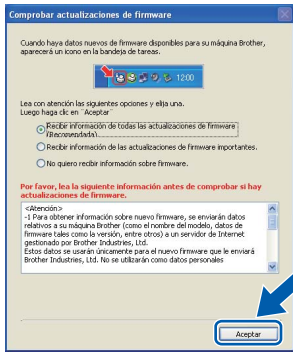 Comprobar actualizaciones de firmware
Cuando haya datos nuevos de firmware disponibles para su máquina Brother,
aparecerá un icono en la bandeja de tareas.
12:00
Lea con atención las siguientes opciones y elija una.
Luego haga clic en "Aceptar"
Recibir información de todas las actualizaciones de firmware
(Recomendada)
Recibir información de las actualizaciones de firmware importantes.
No quiero recibir información sobre firmware.
Por favor, lea la siguiente información antes de comprobar si hay
actualizaciones de firmware.
<Atención>
-1 Para obtener información sobre nuevo firmware, se enviarán datos
relativos a su máquina Brother (como el nombre del modelo, datos de
firmware tales como la versión, entre otros) a un servidor de Internet
gestionado por Brother Industries, Ltd.
Estos datos se usarán únicamente para el nuevo firmware que le enviará
Brother Industries, Ltd. No se utilizarán como datos personales
Aceptar